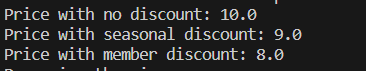 Price with no discount: 10.0
Price with seasonal discount: 9.0
Price with member discount: 8.0